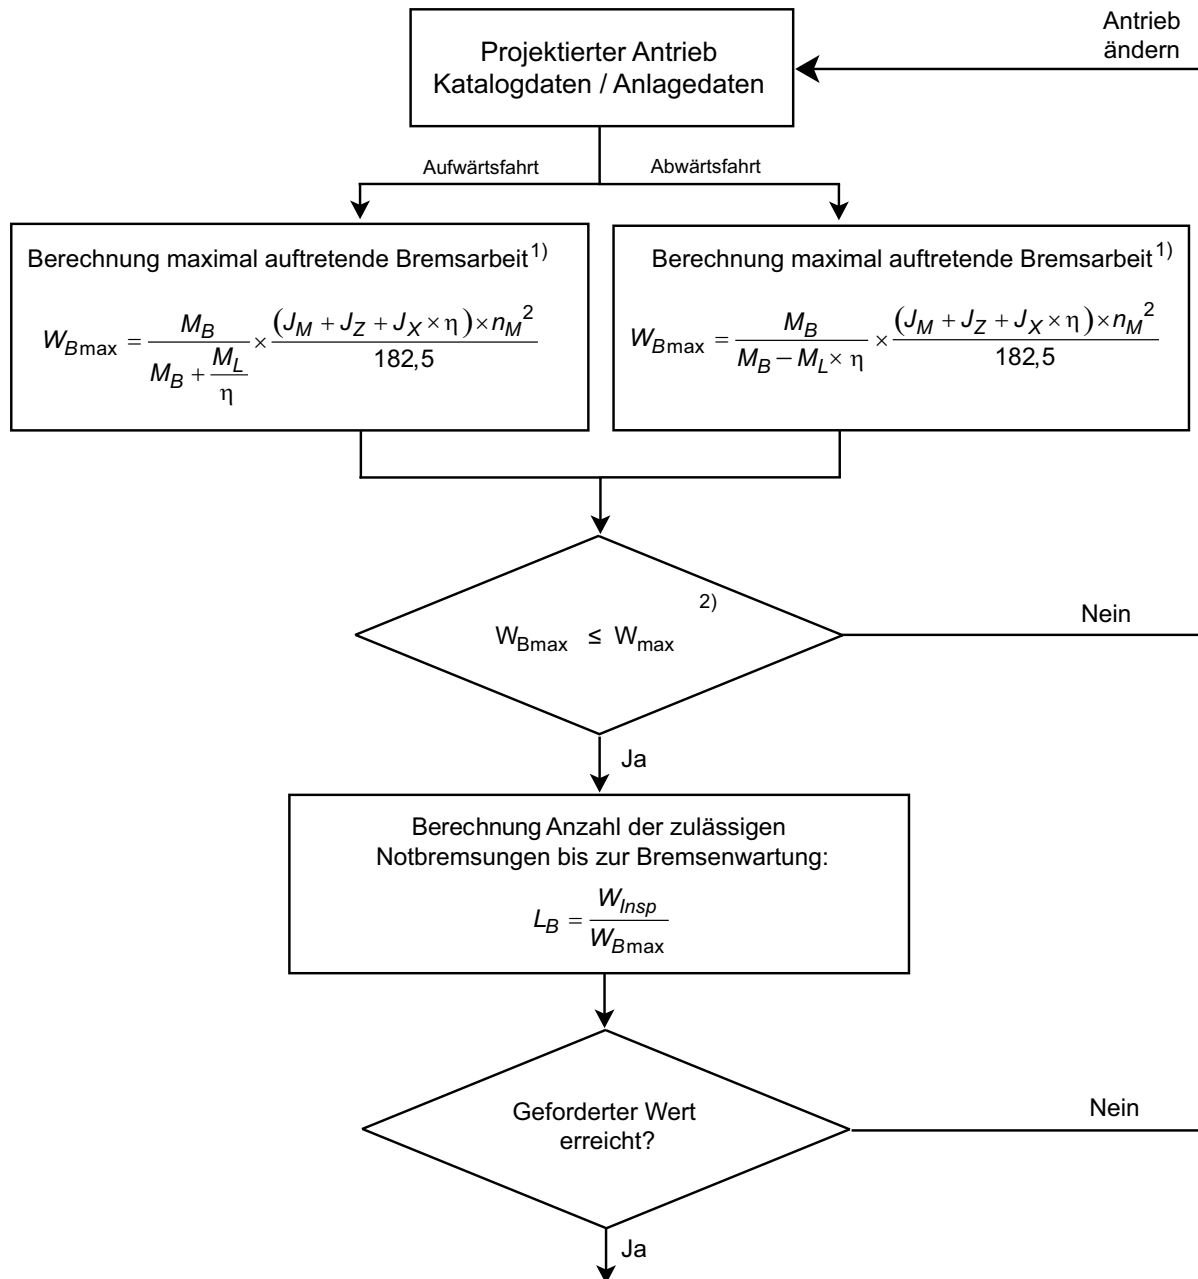 Antrieb
ändern
Projektierter Antrieb
Katalogdaten / Anlagedaten
Aufwärtsfahrt
Abwärtsfahrt
Berechnung maximal auftretende Bremsarbeit 1)
W_Bmax = M_B / (M_B + M_L / η) × ((J_M + J_Z + J_X × η) × n_M²) / 182,5
Berechnung maximal auftretende Bremsarbeit 1)
W_Bmax = M_B / (M_B − M_L × η) × ((J_M + J_Z + J_X × η) × n_M²) / 182,5
2)
W_Bmax ≤ W_max
Nein
Ja
Berechnung Anzahl der zulässigen
Notbremsungen bis zur Bremsenwartung:
L_B = W_Insp / W_Bmax
Geforderter Wert
erreicht?
Nein
Ja